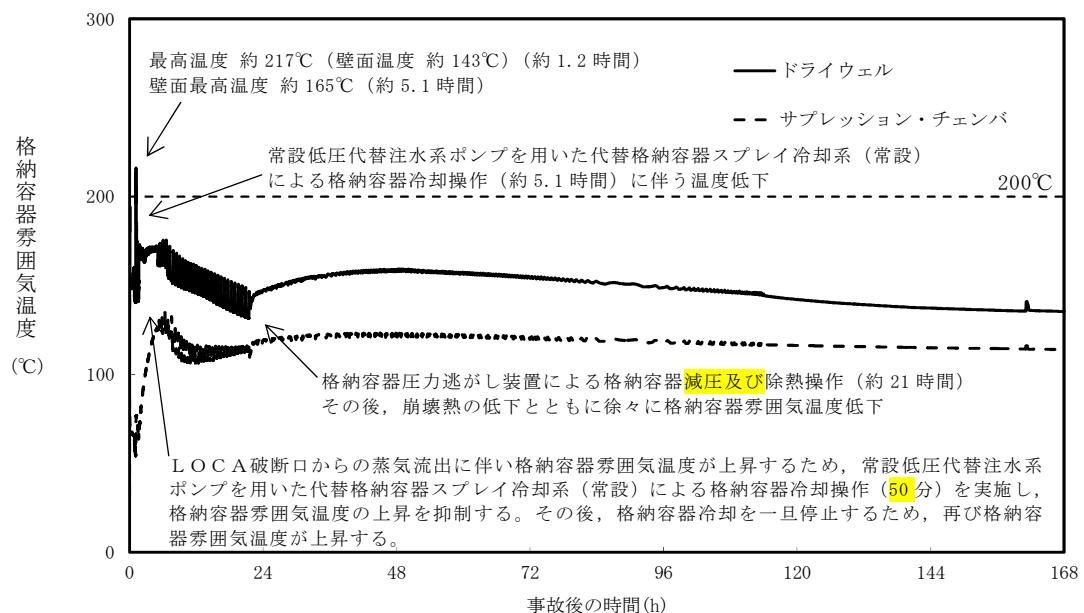 300
最高温度 約 217℃（壁面温度 約 143℃）（約 1.2 時間）
壁面最高温度 約 165℃（約 5.1 時間）
ドライウェル
サプレッション・チェンバ
常設低圧代替注水系ポンプを用いた代替格納容器スプレイ冷却系（常設）
による格納容器冷却操作（約 5.1 時間）に伴う温度低下
200℃
200
格納容器雰囲気温度
(℃)
100
格納容器圧力逃がし装置による格納容器減圧及び除熱操作（約 21 時間）
その後，崩壊熱の低下とともに徐々に格納容器雰囲気温度低下
ＬＯＣＡ破断口からの蒸気流出に伴い格納容器雰囲気温度が上昇するため，常設低圧代替注水系
ポンプを用いた代替格納容器スプレイ冷却系（常設）による格納容器冷却操作（50 分）を実施し，
格納容器雰囲気温度の上昇を抑制する。その後，格納容器冷却を一旦停止するため，再び格納容
器雰囲気温度が上昇する。
0
0 24 48 72 96 120 144 168
事故後の時間(h)